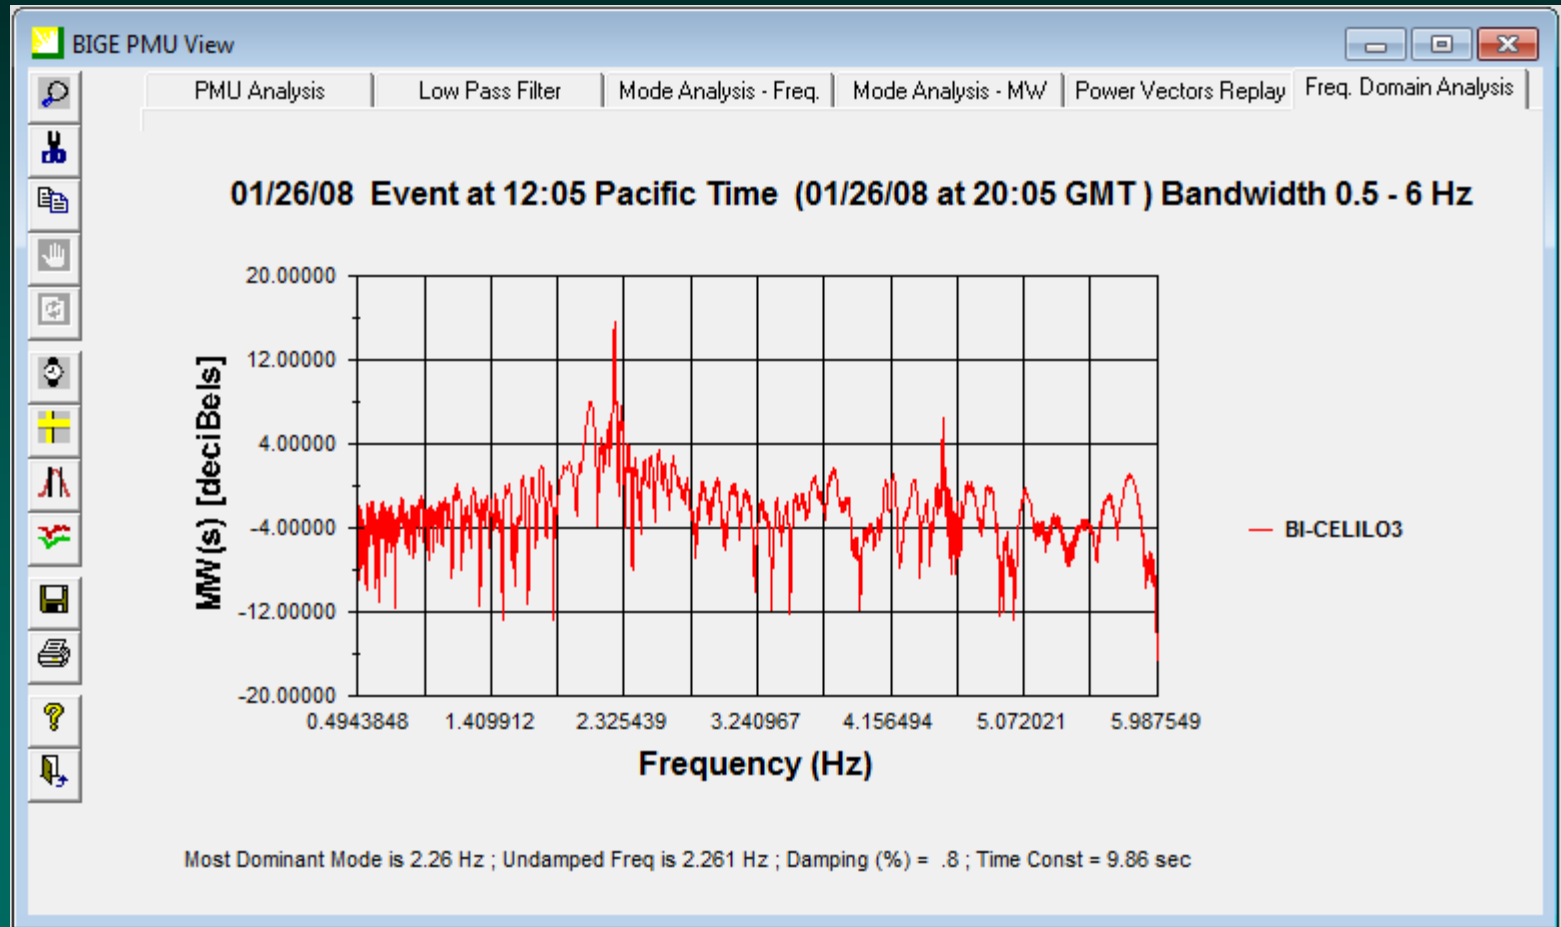 BIGE PMU View
PMU Analysis
Low Pass Filter
Mode Analysis - Freq.
Mode Analysis - MW
Power Vectors Replay
Freq. Domain Analysis
01/26/08  Event at 12:05 Pacific Time  (01/26/08 at 20:05 GMT ) Bandwidth 0.5 - 6 Hz
MW(s) [deciBels]
20.00000
12.00000
4.00000
-4.00000
-12.00000
-20.00000
0.4943848 1.409912 2.325439 3.240967 4.156494 5.072021 5.987549
Frequency (Hz)
BI-CELILO3
Most Dominant Mode is 2.26 Hz ; Undamped Freq is 2.261 Hz ; Damping (%) =  .8 ; Time Const = 9.86 sec